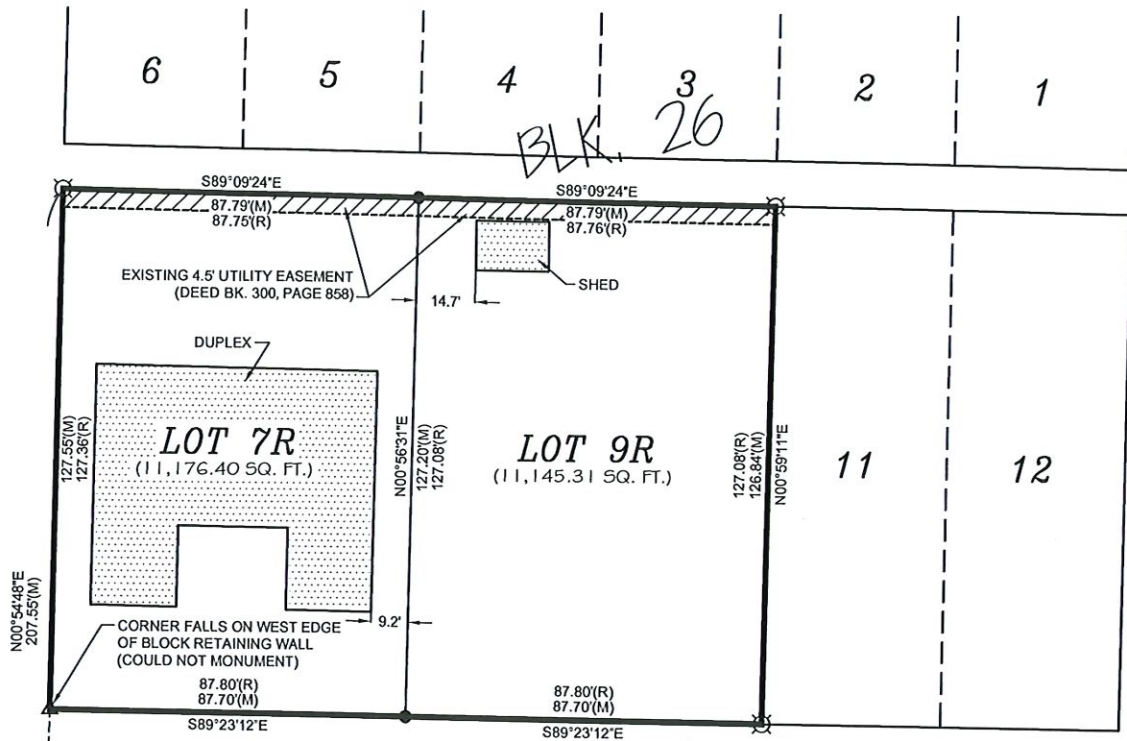 6
5
4
3
2
1
BLK. 26
S89°09'24"E
87.79'(M)
87.75'(R)
S89°09'24"E
87.79'(M)
87.76'(R)
EXISTING 4.5' UTILITY EASEMENT
(DEED BK. 300, PAGE 858)
14.7'
SHED
DUPLEX
LOT 7R
(11,176.40 SQ. FT.)
LOT 9R
(11,145.31 SQ. FT.)
11
12
127.55'(M)
127.36'(R)
N00°56'31"E
127.20'(M)
127.08'(R)
127.08'(R)
126.84'(M)
N00°59'11"E
N00°54'48"E
207.55'(M)
9.2'
CORNER FALLS ON WEST EDGE
OF BLOCK RETAINING WALL
(COULD NOT MONUMENT)
87.80'(R)
87.70'(M)
S89°23'12"E
87.80'(R)
87.70'(M)
S89°23'12"E